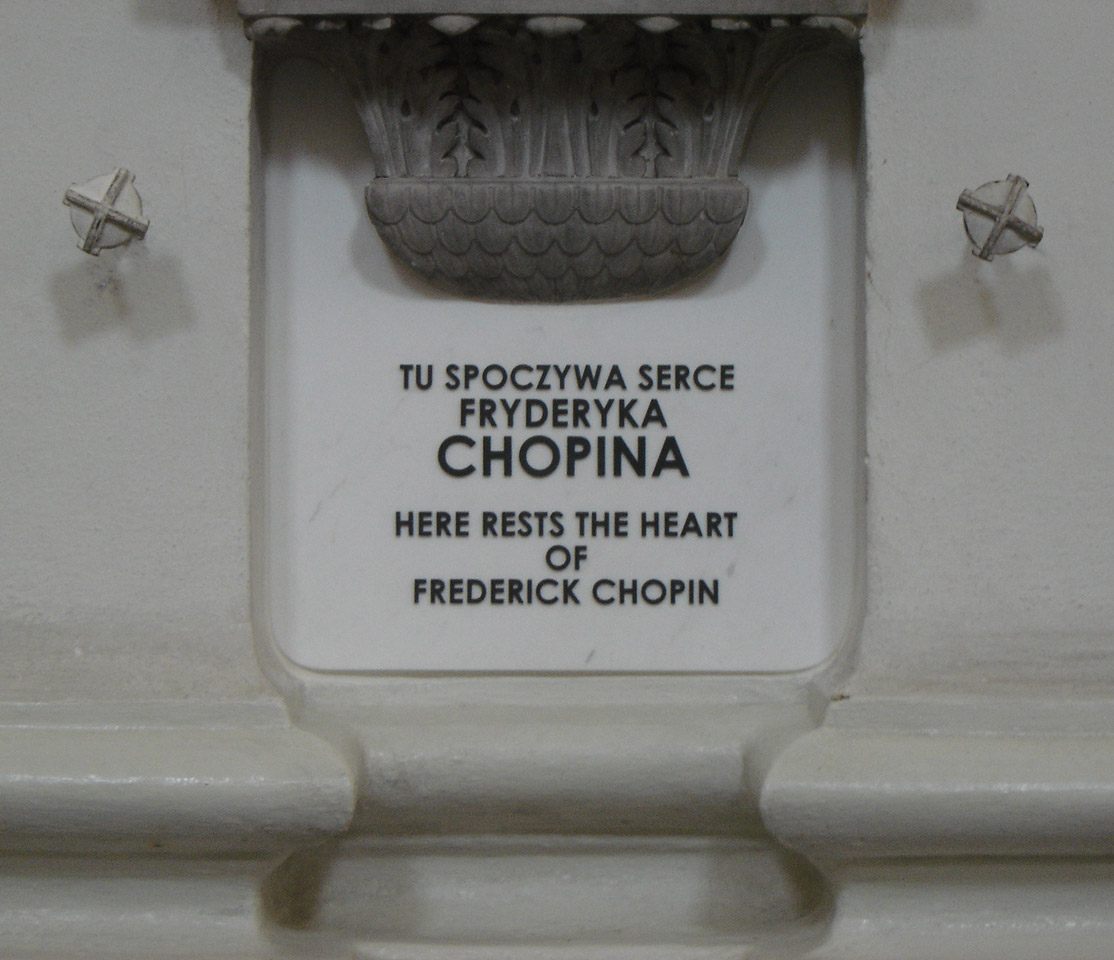 TU SPOCZYWA SERCE
FRYDERYKA
CHOPINA
HERE RESTS THE HEART
OF
FREDERICK CHOPIN